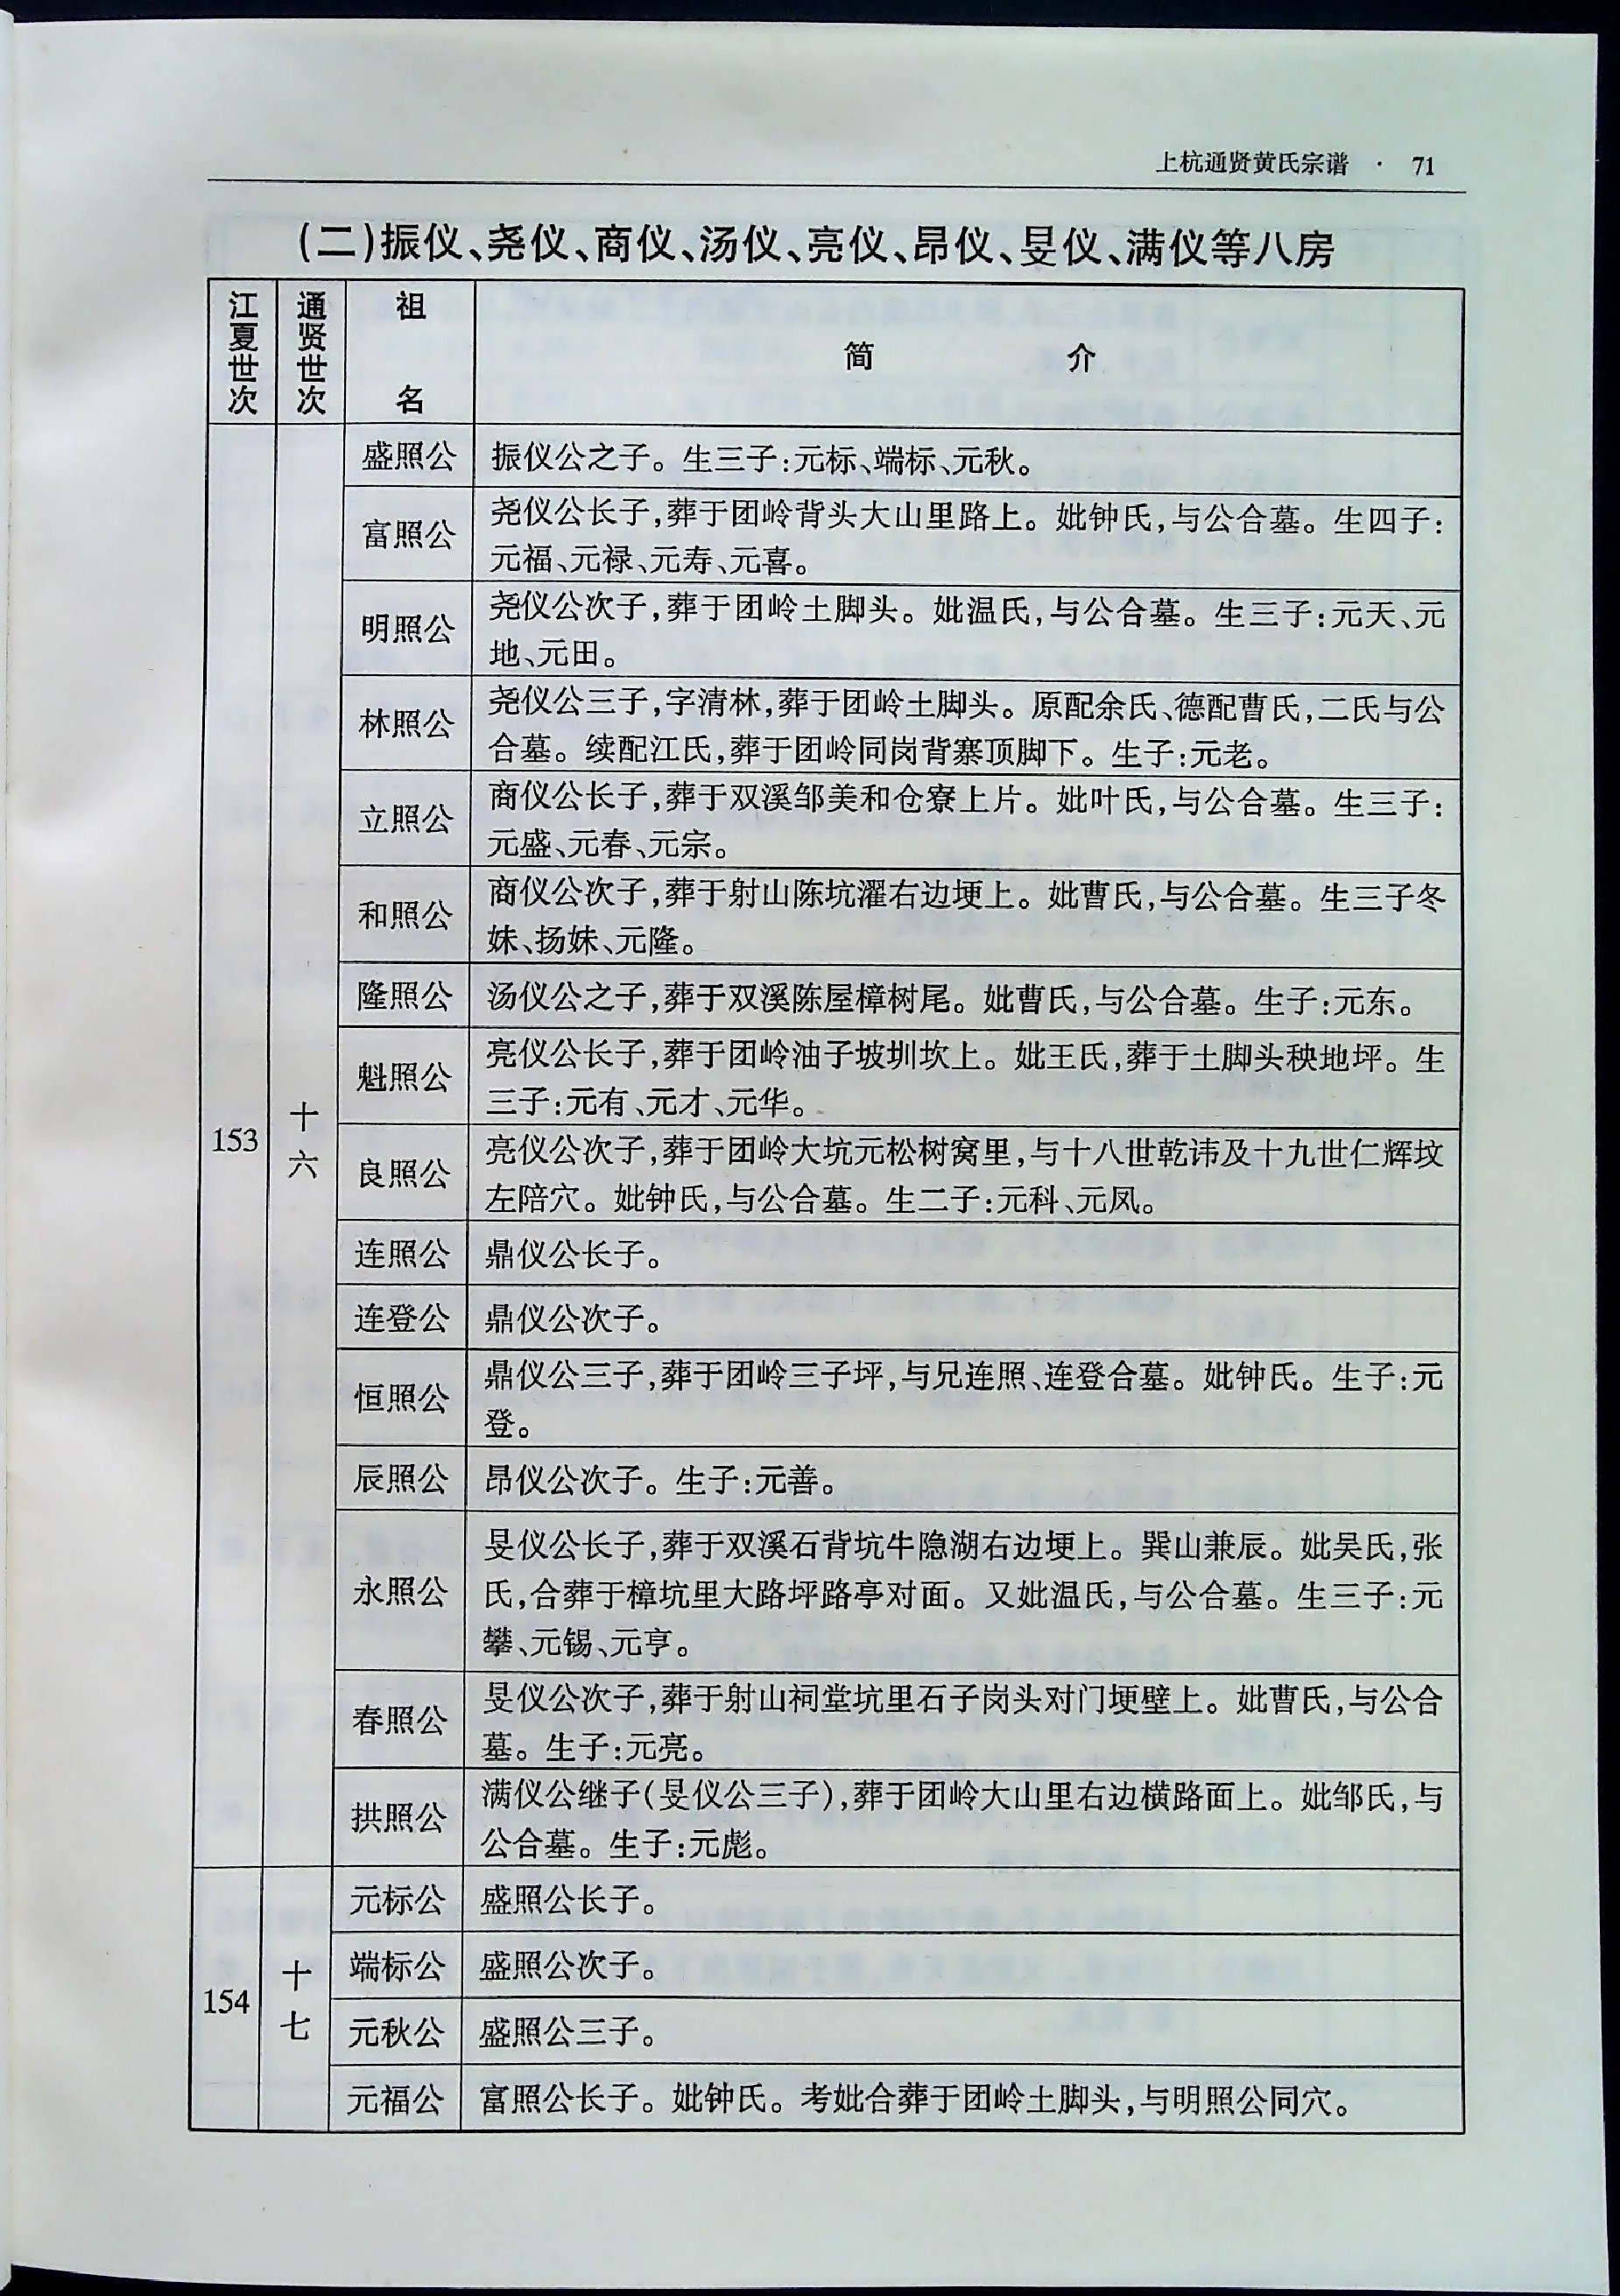 上杭通贤黄氏宗谱 · 71
(二)振仪、尧仪、商仪、汤仪、亮仪、昂仪、旻仪、满仪等八房
江夏世次 通贤世次 祖名 简介
153 十六
盛照公 振仪公之子。生三子:元标、端标、元秋。
富照公 尧仪公长子,葬于团岭背头大山里路上。妣钟氏,与公合墓。生四子:
元福、元禄、元寿、元喜。
明照公 尧仪公次子,葬于团岭土脚头。妣温氏,与公合墓。生三子:元天、元
地、元田。
林照公 尧仪公三子,字清林,葬于团岭土脚头。原配余氏、德配曹氏,二氏与公
合墓。续配江氏,葬于团岭同岗背寨顶脚下。生子:元老。
立照公 商仪公长子,葬于双溪邹美和仓寮上片。妣叶氏,与公合墓。生三子:
元盛、元春、元宗。
和照公 商仪公次子,葬于射山陈坑濯右边埂上。妣曹氏,与公合墓。生三子冬
妹、扬妹、元隆。
隆照公 汤仪公之子,葬于双溪陈屋樟树尾。妣曹氏,与公合墓。生子:元东。
魁照公 亮仪公长子,葬于团岭油子坡圳坎上。妣王氏,葬于土脚头秧地坪。生
三子:元有、元才、元华。
良照公 亮仪公次子,葬于团岭大坑元松树窝里,与十八世乾讳及十九世仁辉坟
左陪穴。妣钟氏,与公合墓。生二子:元科、元凤。
连照公 鼎仪公长子。
连登公 鼎仪公次子。
恒照公 鼎仪公三子,葬于团岭三子坪,与兄连照、连登合墓。妣钟氏。生子:元
登。
辰照公 昂仪公次子。生子:元善。
永照公 旻仪公长子,葬于双溪石背坑牛隐湖右边埂上。巽山兼辰。妣吴氏,张
氏,合葬于樟坑里大路坪路亭对面。又妣温氏,与公合墓。生三子:元
攀、元锡、元亨。
春照公 旻仪公次子,葬于射山祠堂坑里石子岗头对门埂壁上。妣曹氏,与公合
墓。生子:元亮。
拱照公 满仪公继子(旻仪公三子),葬于团岭大山里右边横路面上。妣邹氏,与
公合墓。生子:元彪。
154 十七
元标公 盛照公长子。
端标公 盛照公次子。
元秋公 盛照公三子。
元福公 富照公长子。妣钟氏。考妣合葬于团岭土脚头,与明照公同穴。